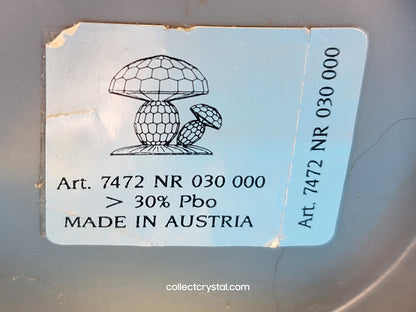 Art. 7472 NR 030 000
> 30% Pbo
MADE IN AUSTRIA
Art. 7472 NR 030 000
collectcrystal.com